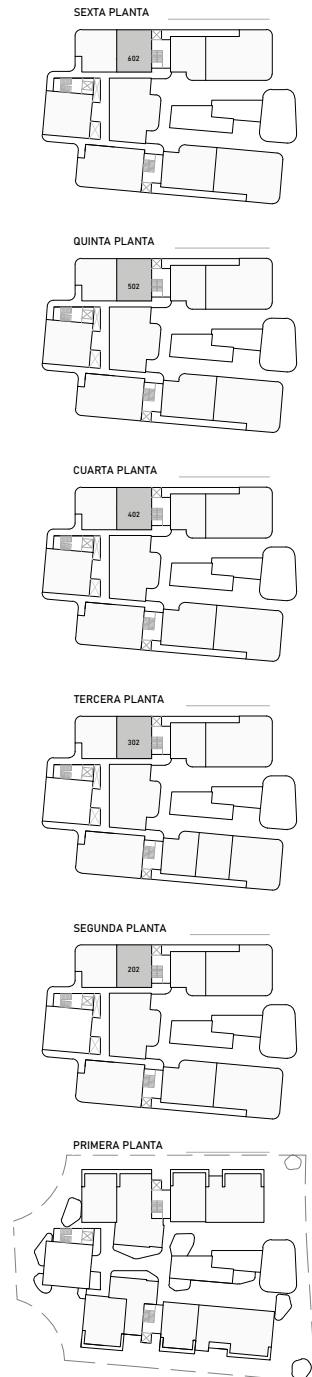 SEXTA PLANTA
602
QUINTA PLANTA
502
CUARTA PLANTA
402
TERCERA PLANTA
302
SEGUNDA PLANTA
202
PRIMERA PLANTA